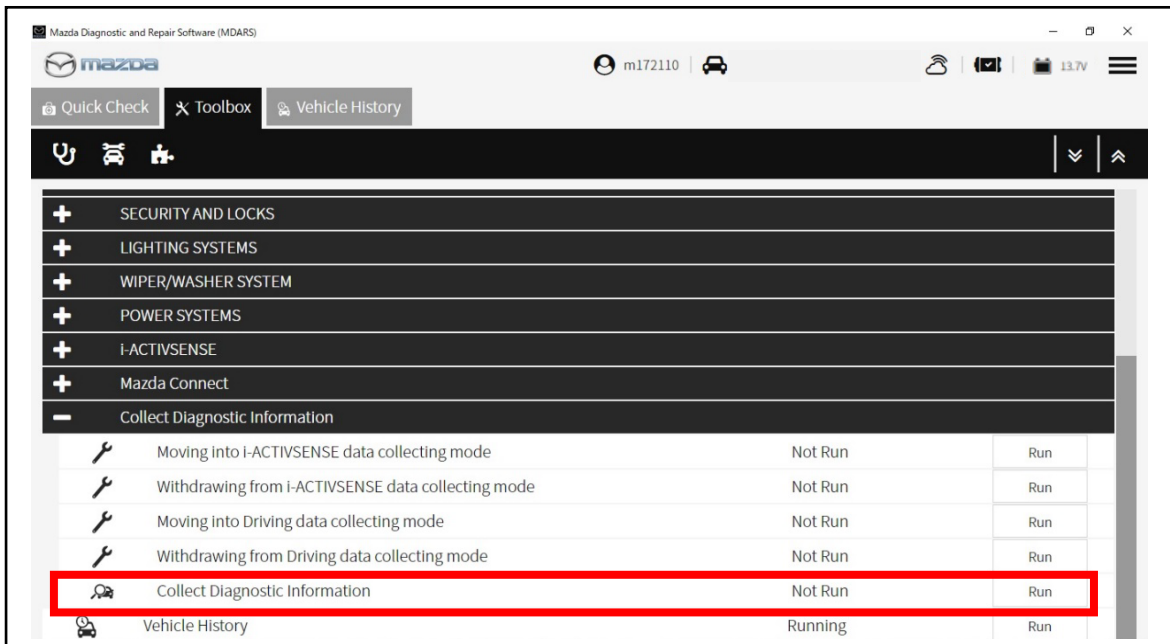 Mazda Diagnostic and Repair Software (MDARS)
mazda m172110 13.7V
Quick Check Toolbox Vehicle History
SECURITY AND LOCKS
LIGHTING SYSTEMS
WIPER/WASHER SYSTEM
POWER SYSTEMS
i-ACTIVSENSE
Mazda Connect
Collect Diagnostic Information
Moving into i-ACTIVSENSE data collecting mode Not Run Run
Withdrawing from i-ACTIVSENSE data collecting mode Not Run Run
Moving into Driving data collecting mode Not Run Run
Withdrawing from Driving data collecting mode Not Run Run
Collect Diagnostic Information Not Run Run
Vehicle History Running Run